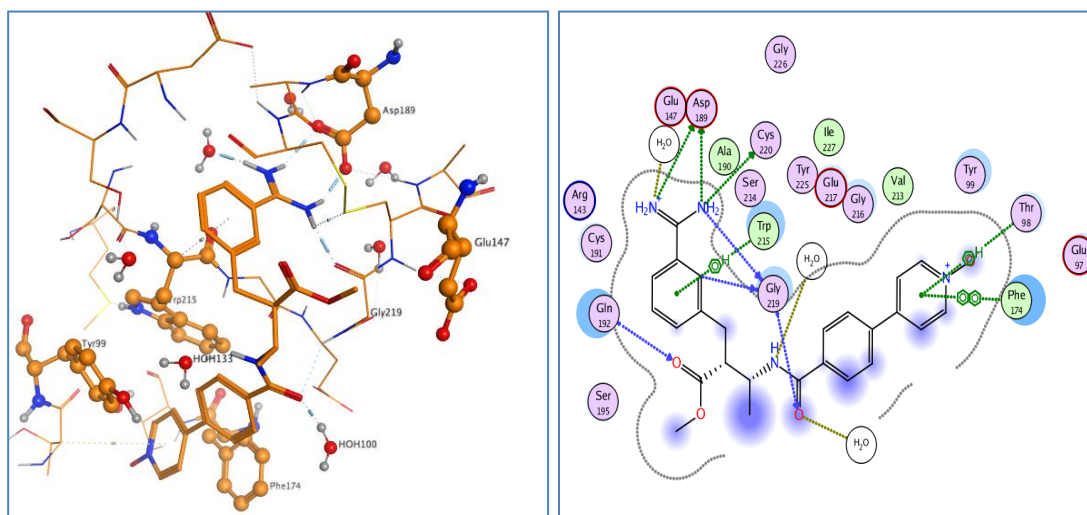 Asp189
Glu147
Trp215
Gly219
Tyr99
HOH133
HOH100
Phe174
Gly
226
Glu
147
Asp
189
H₂O
Ala
190
Cys
220
Ile
227
Arg
143
H₂N
NH₂
Ser
214
Tyr
225
Glu
217
Gly
216
Val
213
Tyr
99
Thr
98
Cys
191
Trp
215
H
H₂O
Glu
97
Gly
219
N
+
H
Phe
174
Gln
192
O
H
N
O
Ser
195
O
H₂O